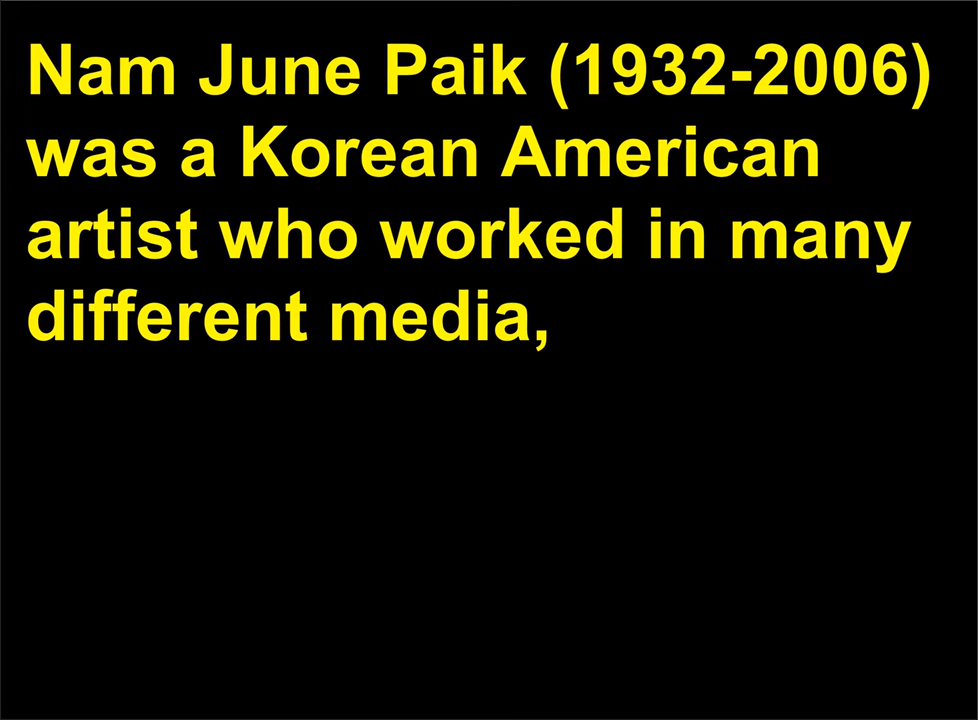 Nam June Paik (1932-2006)
was a Korean American
artist who worked in many
different media,